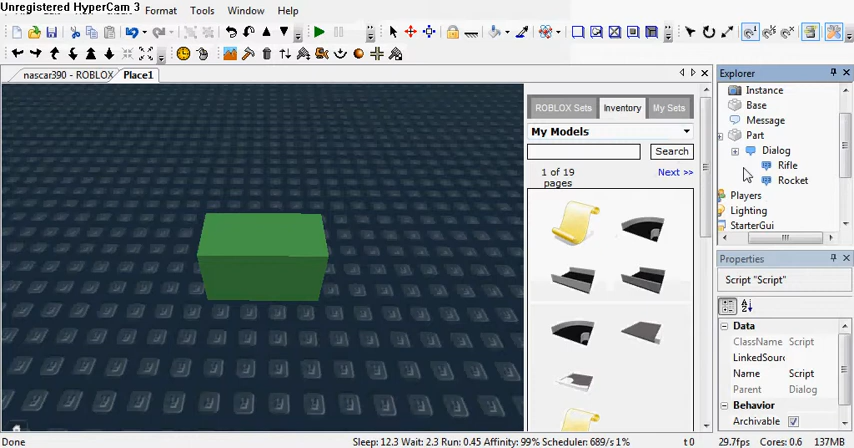 Unregistered HyperCam 3
Format Tools Window Help
nascar390 - ROBLOX Place1
ROBLOX Sets Inventory My Sets
My Models
Search
1 of 19
pages
Next >>
Explorer
Instance
Base
Message
Part
Dialog
Rifle
Rocket
Players
Lighting
StarterGui
Properties
Script "Script"
Data
ClassName Script
LinkedSourc
Name Script
Parent Dialog
Behavior
Archivable
Done Sleep: 12.3 Wait: 2.3 Run: 0.45 Affinity: 99% Scheduler: 689/s 1% t 0 29.7fps Cores: 0.6 137MB